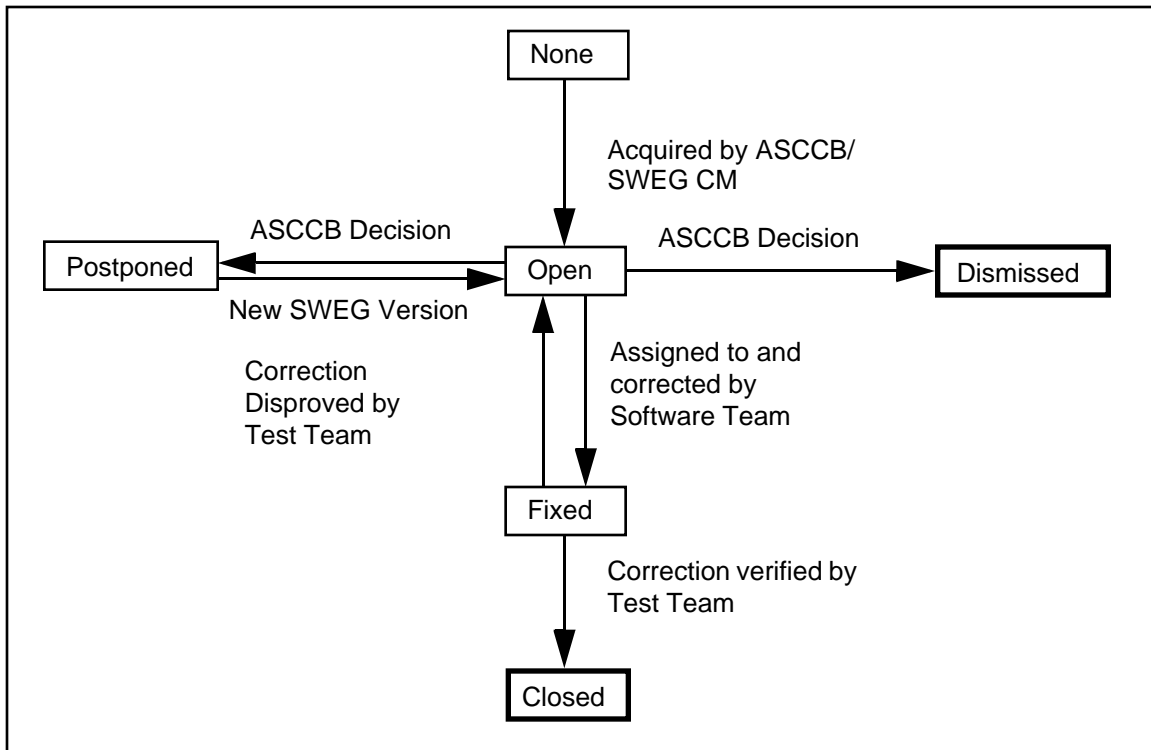 None
Acquired by ASCCB/
SWEG CM
ASCCB Decision
ASCCB Decision
Postponed
Open
Dismissed
New SWEG Version
Correction
Disproved by
Test Team
Assigned to and
corrected by
Software Team
Fixed
Correction verified by
Test Team
Closed